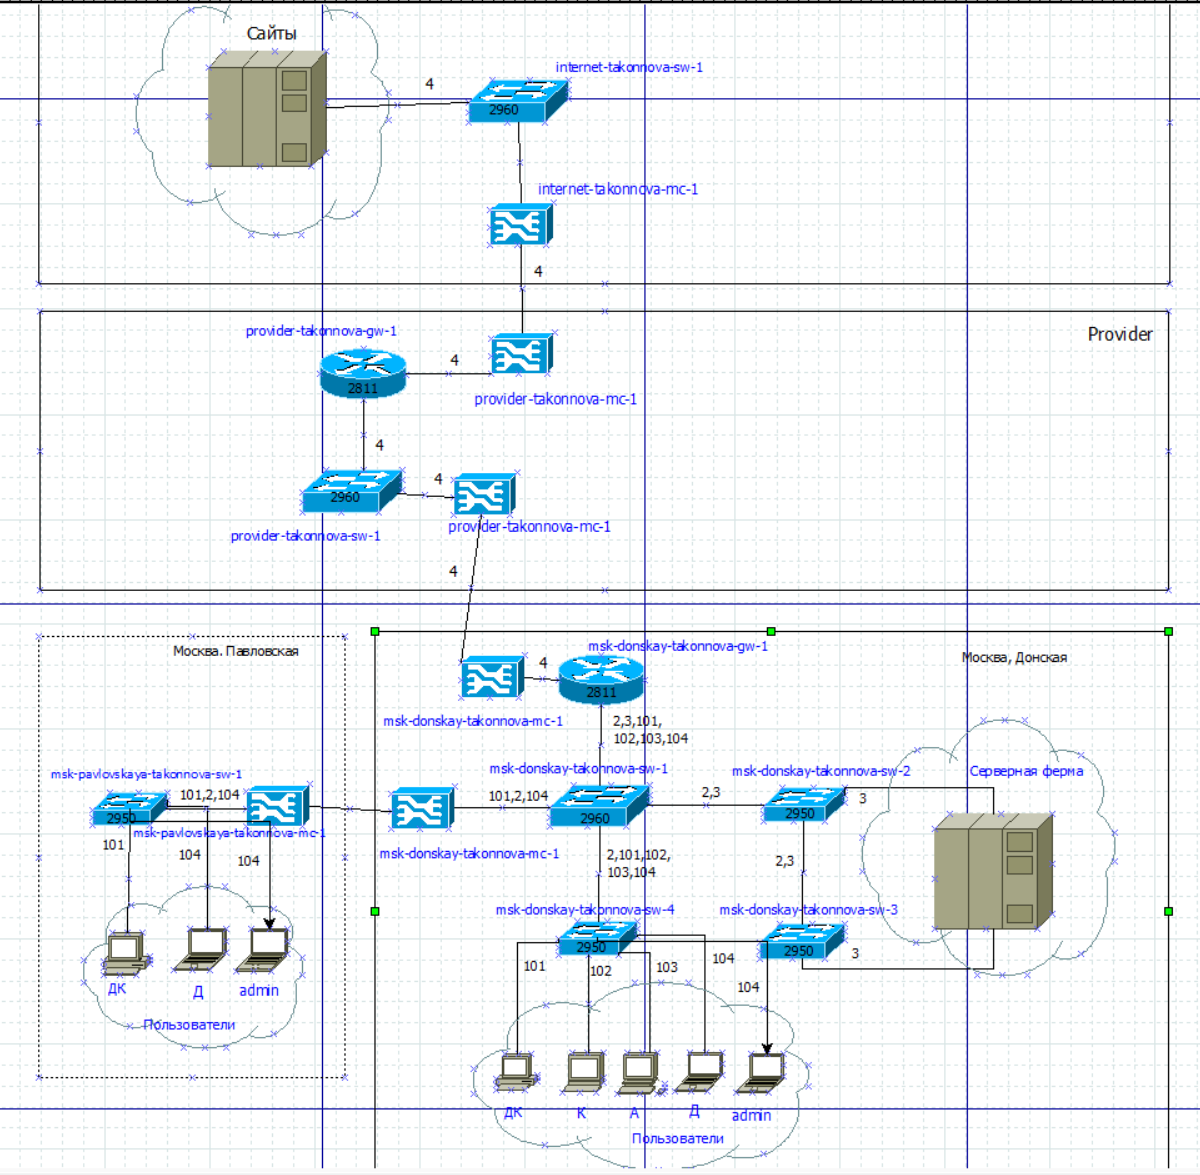 Сайты
internet-takonnova-sw-1
4
2960
internet-takonnova-mc-1
4
provider-takonnova-gw-1
Provider
4
2811
provider-takonnova-mc-1
4
4
2960
provider-takonnova-mc-1
provider-takonnova-sw-1
4
Москва. Павловская
msk-donskay-takonnova-gw-1
Москва, Донская
4
2811
msk-donskay-takonnova-mc-1
2,3,101,
102,103,104
msk-pavlovskaya-takonnova-sw-1
msk-donskay-takonnova-sw-1
msk-donskay-takonnova-sw-2
Серверная ферма
101,2,104
101,2,104
2,3
3
2950
2960
2950
msk-pavlovskaya-takonnova-mc-1
101
104
104
msk-donskay-takonnova-mc-1
2,101,102,
103,104
2,3
msk-donskay-takonnova-sw-4
msk-donskay-takonnova-sw-3
2950
2950
101
102
103
104
3
104
ДК
Д
admin
Пользователи
ДК
К
А
Д
admin
Пользователи